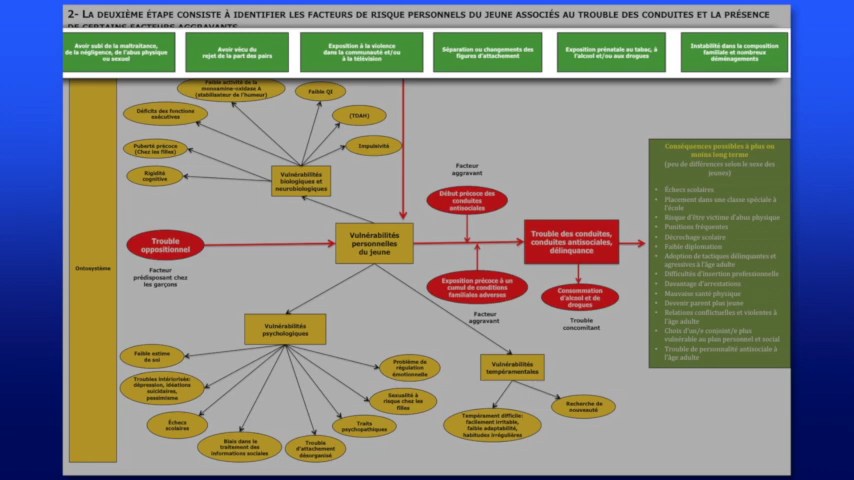 2- LA DEUXIÈME ÉTAPE CONSISTE À IDENTIFIER LES FACTEURS DE RISQUE PERSONNELS DU JEUNE ASSOCIÉS AU TROUBLE DES CONDUITES ET LA PRÉSENCE
DE CERTAINS FACTEURS AGGRAVANTS
Avoir subi de la maltraitance,
de la négligence, de l'abus physique
ou sexuel
Avoir vécu du
rejet de la part des pairs
Exposition à la violence
dans la communauté et/ou
à la télévision
Séparation ou changements des
figures d'attachement
Exposition prénatale au tabac, à
l'alcool et/ou aux drogues
Instabilité dans la composition
familiale et nombreux
déménagements
Faible activité de la
monoamine-oxidase A
(stabilisateur de l'humeur)
Faible QI
Déficits des fonctions
exécutives
(TDAH)
Puberté précoce
(Chez les filles)
Impulsivité
Rigidité
cognitive
Vulnérabilités
biologiques et
neurobiologiques
Facteur
aggravant
Début précoce des
conduites
antisociales
Trouble
oppositionnel
Vulnérabilités
personnelles
du jeune
Trouble des conduites,
conduites antisociales,
délinquance
Ontosystème
Facteur
prédisposant chez
les garçons
Exposition précoce à un
cumul de conditions
familiales adverses
Facteur
aggravant
Consommation
d'alcool et de
drogues
Trouble
concomitant
Vulnérabilités
psychologiques
Faible estime
de soi
Troubles intériorisés:
dépression, idéations
suicidaires,
pessimisme
Échecs
scolaires
Biais dans le
traitement des
informations sociales
Trouble
d'attachement
désorganisé
Traits
psychopathiques
Sexualité à
risque chez les
filles
Problème de
régulation
émotionnelle
Vulnérabilités
tempéramentales
Tempérament difficile:
facilement irritable,
faible adaptabilité,
habitudes irrégulières
Recherche de
nouveauté
Conséquences possibles à plus ou
moins long terme
(peu de différences selon le sexe des
jeunes)
• Échecs scolaires
• Placement dans une classe spéciale à
l'école
• Risque d'être victime d'abus physique
• Punitions fréquentes
• Décrochage scolaire
• Faible diplomation
• Adoption de tactiques délinquantes et
agressives à l'âge adulte
• Difficultés d'insertion professionnelle
• Davantage d'arrestations
• Mauvaise santé physique
• Devenir parent plus jeune
• Relations conflictuelles et violentes à
l'âge adulte
• Choix d'un/e conjoint/e plus
vulnérable au plan personnel et social
• Trouble de personnalité antisociale à
l'âge adulte